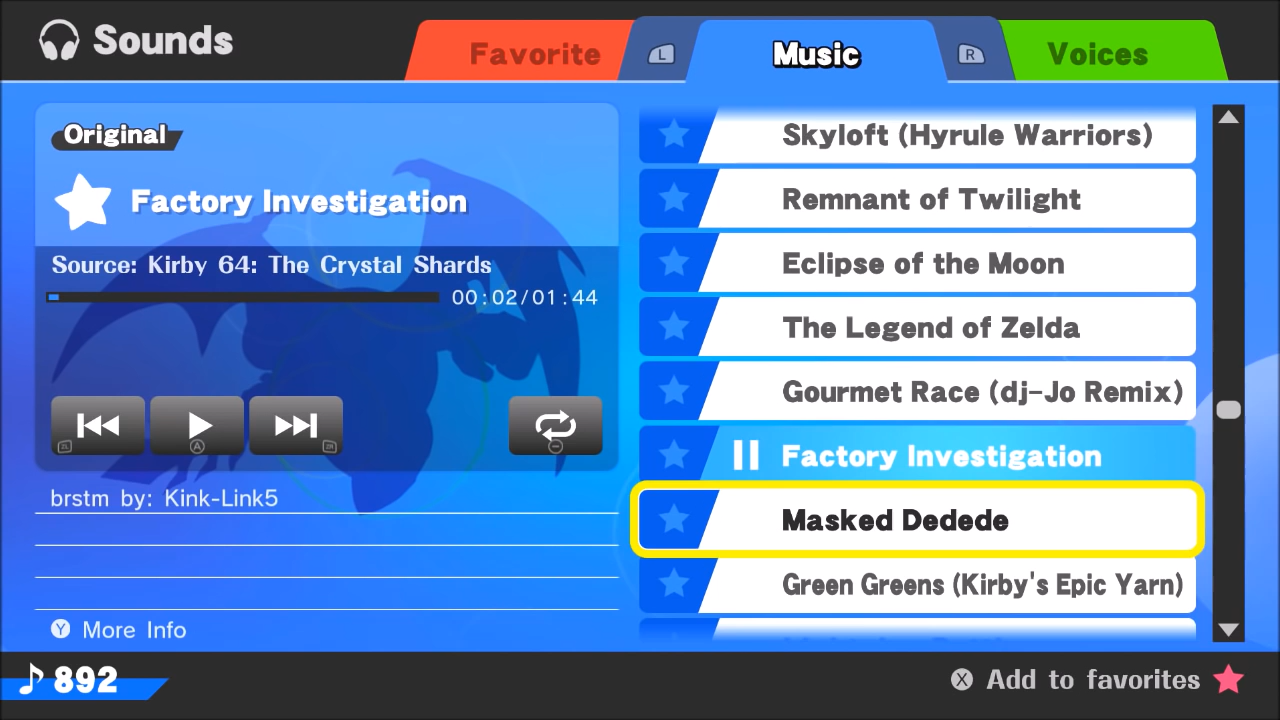 Sounds
Favorite
L
Music
R
Voices
Original
Factory Investigation
Source: Kirby 64: The Crystal Shards
00:02/01:44
ZL
A
ZR
brstm by: Kink-Link5
Y More Info
Skyloft (Hyrule Warriors)
Remnant of Twilight
Eclipse of the Moon
The Legend of Zelda
Gourmet Race (dj-Jo Remix)
Factory Investigation
Masked Dedede
Green Greens (Kirby's Epic Yarn)
892
X Add to favorites